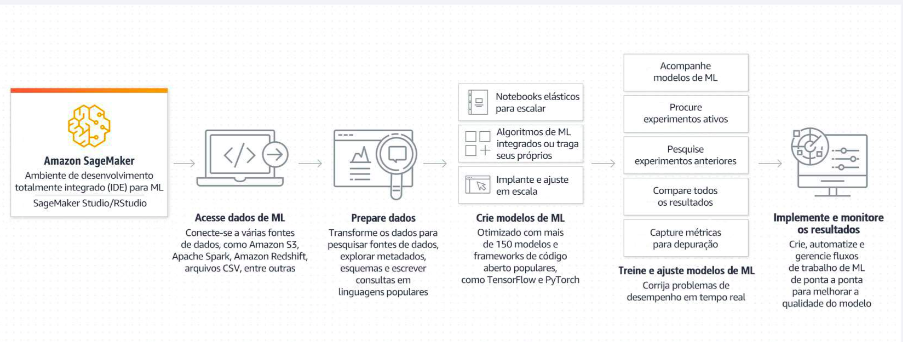 Amazon SageMaker
Ambiente de desenvolvimento
totalmente integrado (IDE) para ML
SageMaker Studio/RStudio
Acesse dados de ML
Conecte-se a várias fontes
de dados, como Amazon S3,
Apache Spark, Amazon Redshift,
arquivos CSV, entre outras
Prepare dados
Transforme os dados para
pesquisar fontes de dados,
explorar metadados,
esquemas e escrever
consultas em
linguagens populares
Notebooks elásticos
para escalar
Algoritmos de ML
integrados ou traga
seus próprios
Implante e ajuste
em escala
Crie modelos de ML
Otimizado com mais
de 150 modelos e
frameworks de código
aberto populares,
como TensorFlow e PyTorch
Acompanhe
modelos de ML
Procure
experimentos ativos
Pesquise
experimentos anteriores
Compare todos
os resultados
Capture métricas
para depuração
Treine e ajuste modelos de ML
Corrija problemas de
desempenho em tempo real
Implemente e monitore
os resultados
Crie, automatize e
gerencie fluxos
de trabalho de ML
de ponta a ponta
para melhorar a
qualidade do modelo